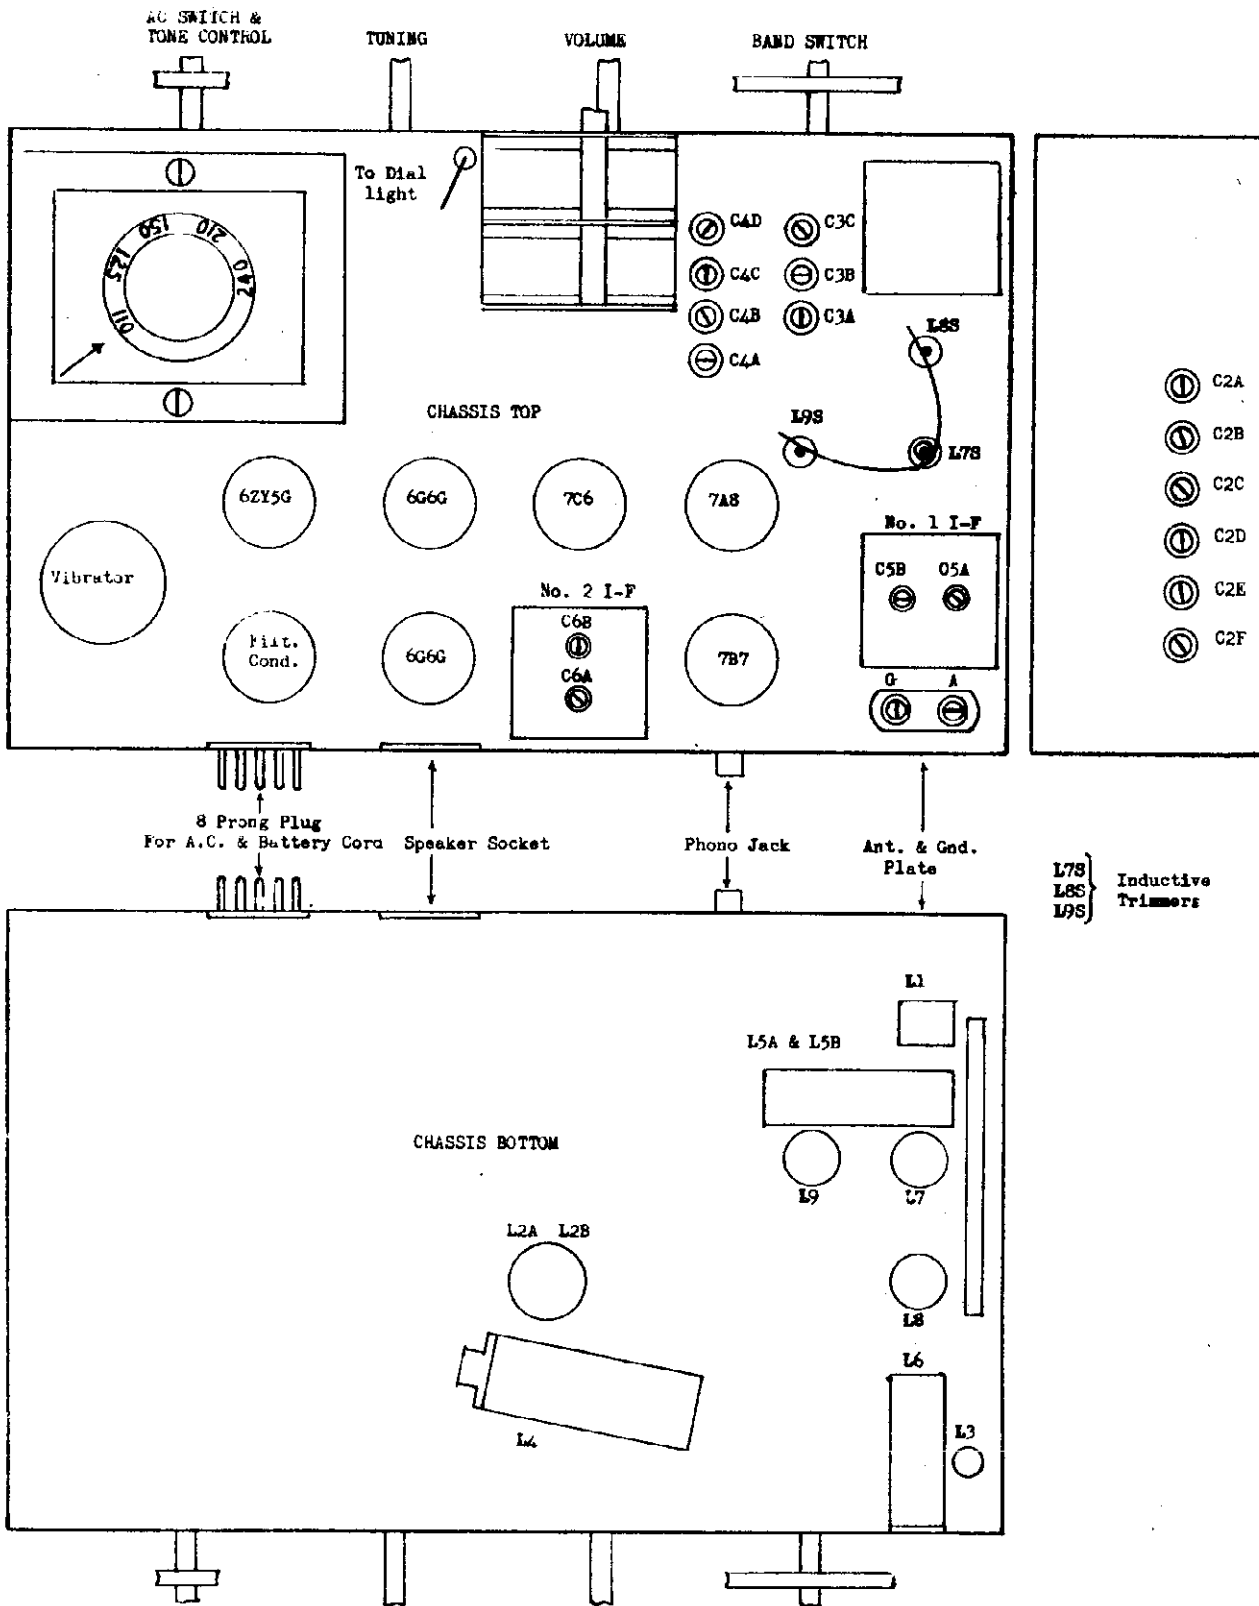 AC SWITCH &
TONE CONTROL
TUNING
VOLUME
BAND SWITCH
To Dial
light
110
125
150
210
240
C4D
C3C
C4C
C3B
C4B
C3A
C4A
L8S
L9S
L7S
CHASSIS TOP
C2A
C2B
C2C
C2D
C2E
C2F
6ZY5G
6G6G
7C6
7A8
Vibrator
No. 1 I-F
C5B
C5A
No. 2 I-F
C6B
C6A
Filt.
Cond.
6G6G
7B7
G
A
8 Prong Plug
For A.C. & Battery Cord
Speaker Socket
Phono Jack
Ant. & Gnd.
Plate
L7S
L8S
L9S
Inductive
Trimmers
L1
L5A & L5B
CHASSIS BOTTOM
L9
L7
L2A L2B
L8
L6
L4
L3